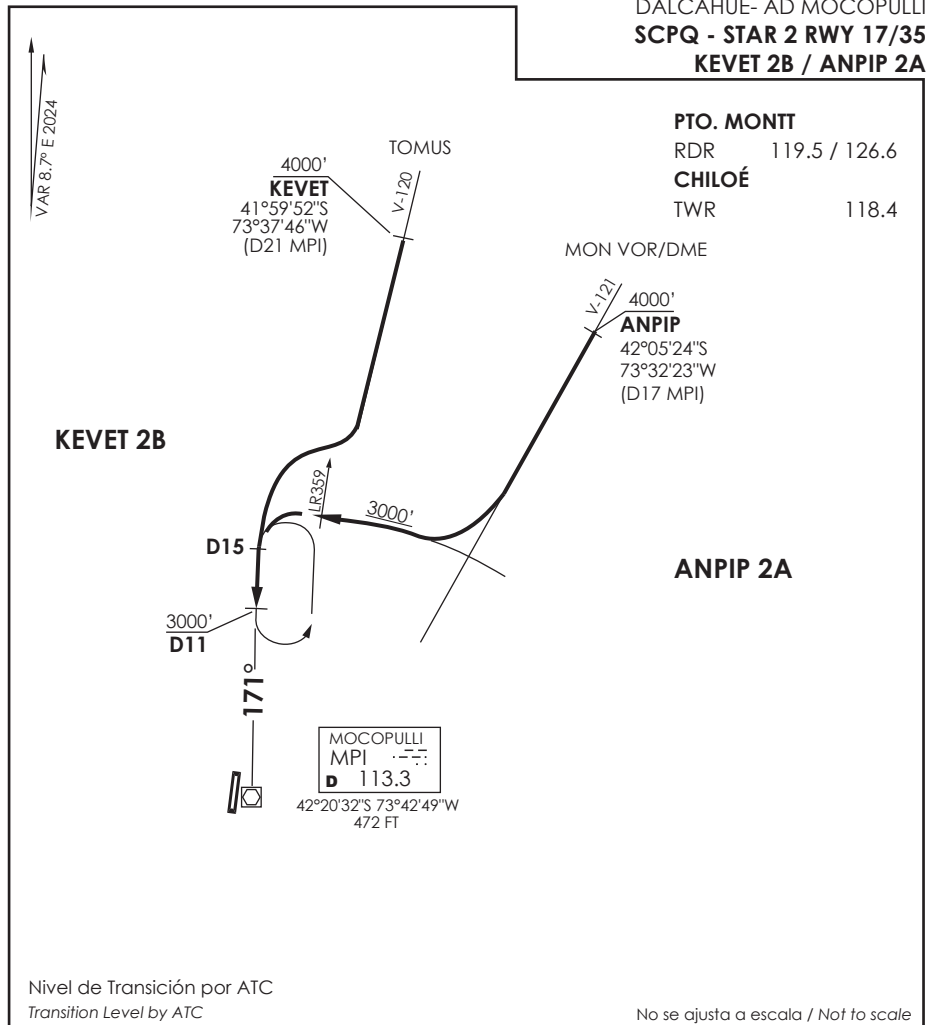 DALCAHUE- AD MOCOPULLI
SCPQ - STAR 2 RWY 17/35
KEVET 2B / ANPIP 2A
VAR 8.7° E 2024
PTO. MONTT
RDR 119.5 / 126.6
CHILOÉ
TWR 118.4
TOMUS
V-120
4000'
KEVET
41°59'52"S
73°37'46"W
(D21 MPI)
MON VOR/DME
V-121
4000'
ANPIP
42°05'24"S
73°32'23"W
(D17 MPI)
KEVET 2B
LR359
3000'
D15
ANPIP 2A
3000'
D11
171°
MOCOPULLI
MPI
D 113.3
42°20'32"S 73°42'49"W
472 FT
Nivel de Transición por ATC
Transition Level by ATC
No se ajusta a escala / Not to scale